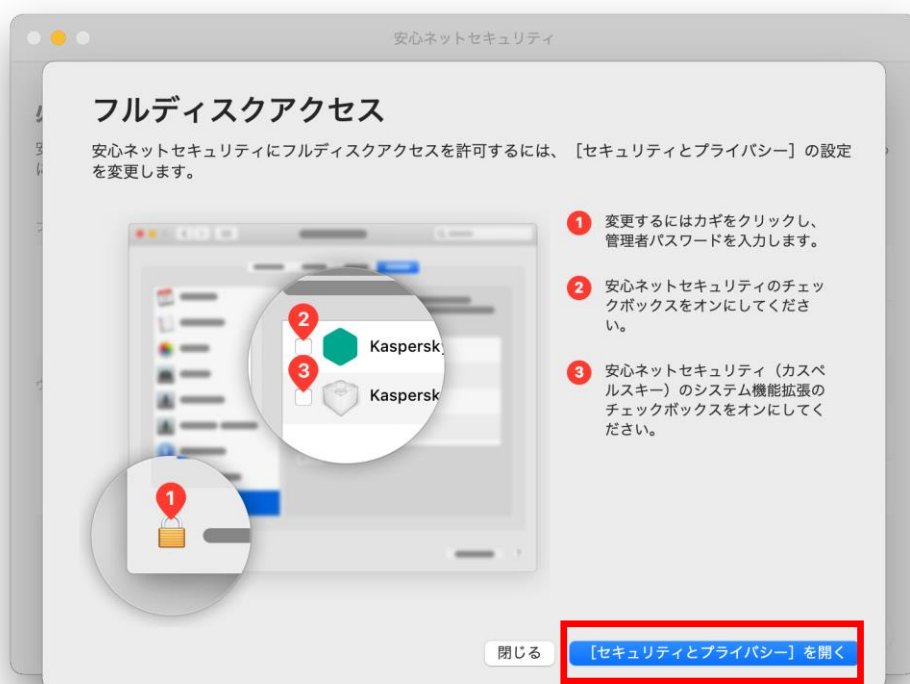 安心ネットセキュリティ
フルディスクアクセス
安心ネットセキュリティにフルディスクアクセスを許可するには、［セキュリティとプライバシー］の設定
を変更します。
1 変更するにはカギをクリックし、
管理者パスワードを入力します。
2 安心ネットセキュリティのチェッ
クボックスをオンにしてくださ
い。
3 安心ネットセキュリティ（カスペ
ルスキー）のシステム機能拡張の
チェックボックスをオンにしてく
ださい。
2
Kaspersk
3
Kaspersk
1
閉じる
［セキュリティとプライバシー］を開く